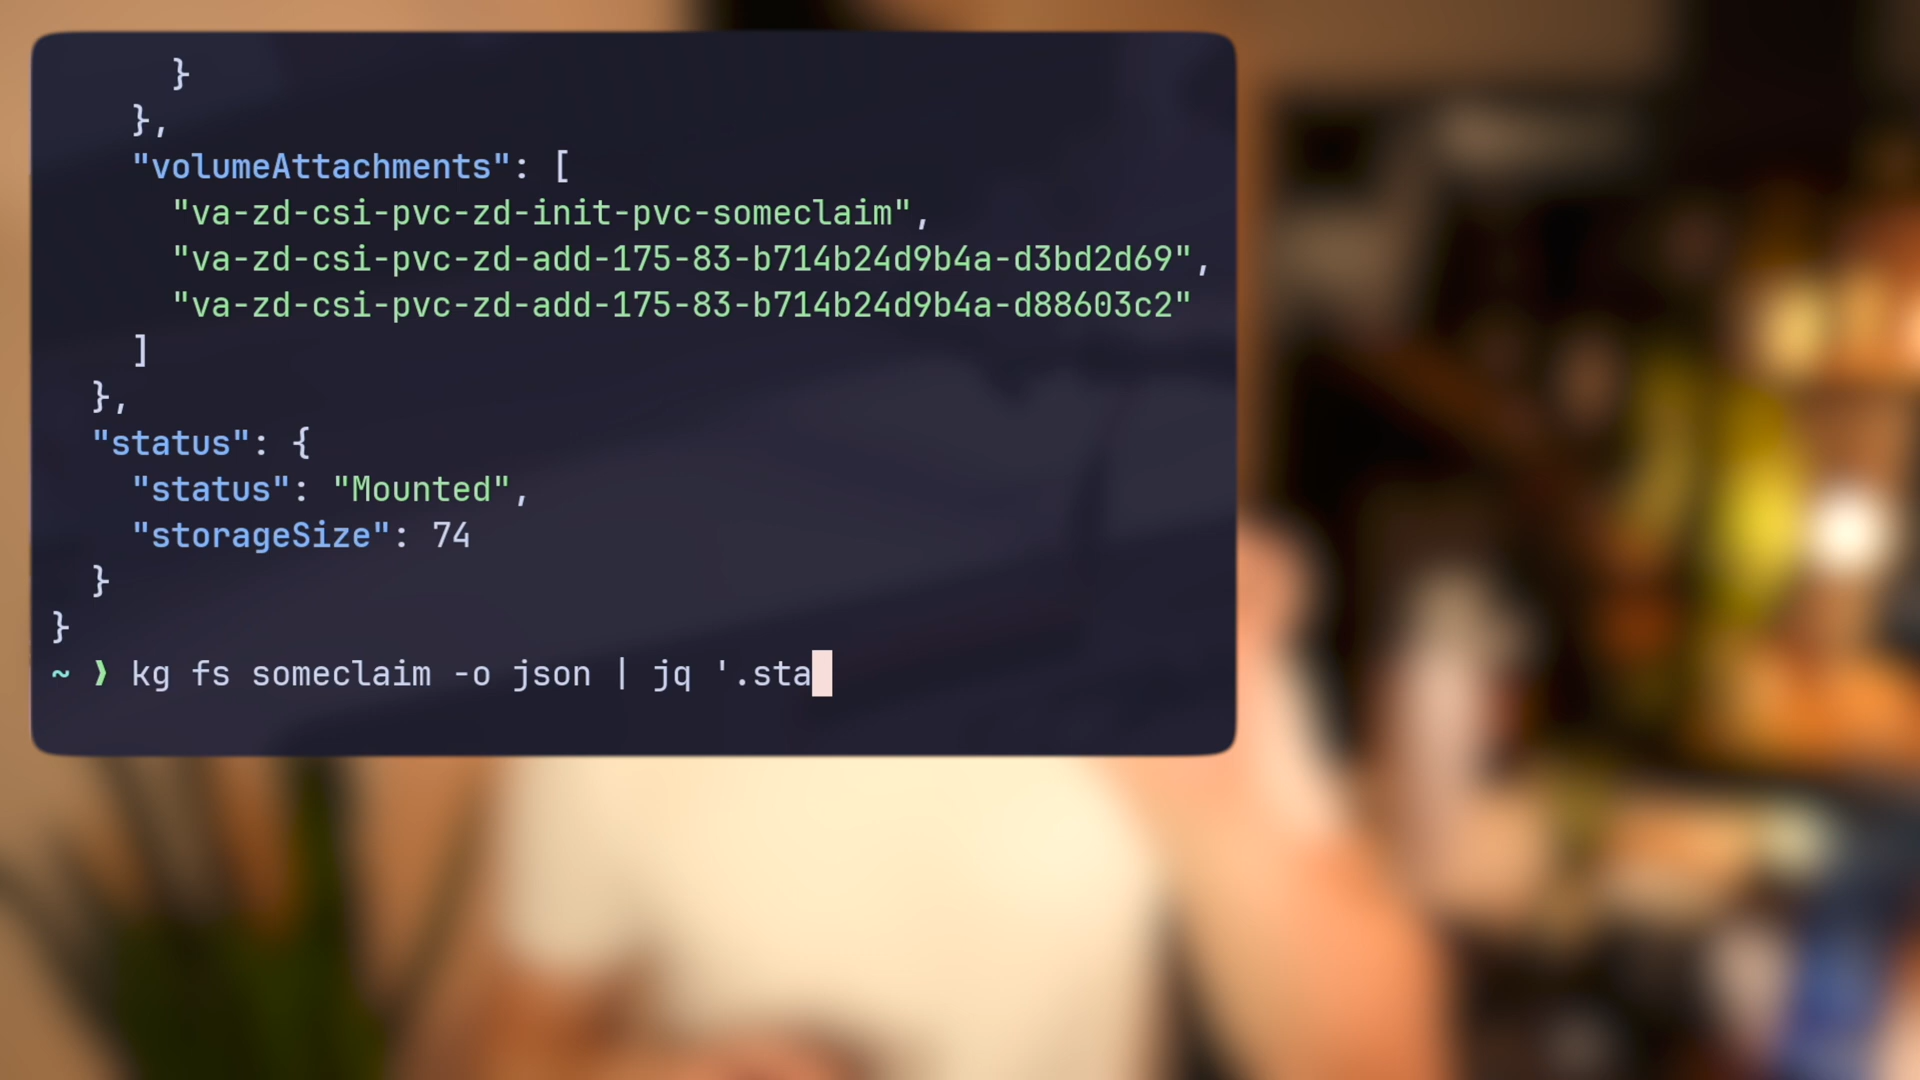 }
},
"volumeAttachments": [
"va-zd-csi-pvc-zd-init-pvc-someclaim",
"va-zd-csi-pvc-zd-add-175-83-b714b24d9b4a-d3bd2d69",
"va-zd-csi-pvc-zd-add-175-83-b714b24d9b4a-d88603c2"
]
},
"status": {
"status": "Mounted",
"storageSize": 74
}
}
~ ❯ kg fs someclaim -o json | jq '.sta